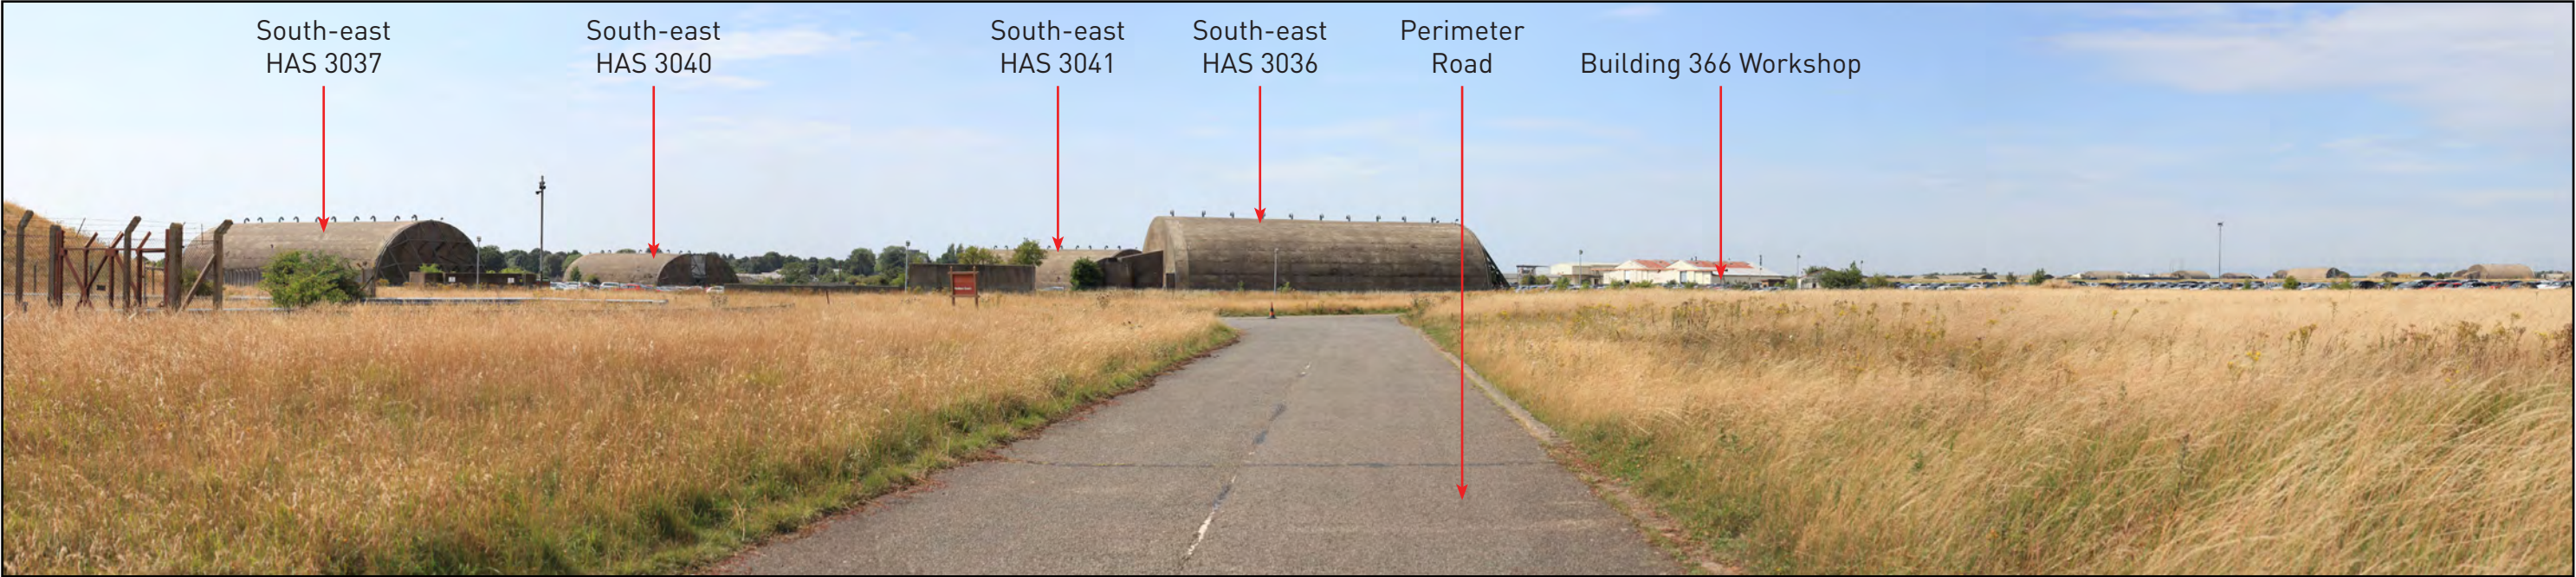 South-east
HAS 3037
South-east
HAS 3040
South-east
HAS 3041
South-east
HAS 3036
Perimeter
Road
Building 366 Workshop